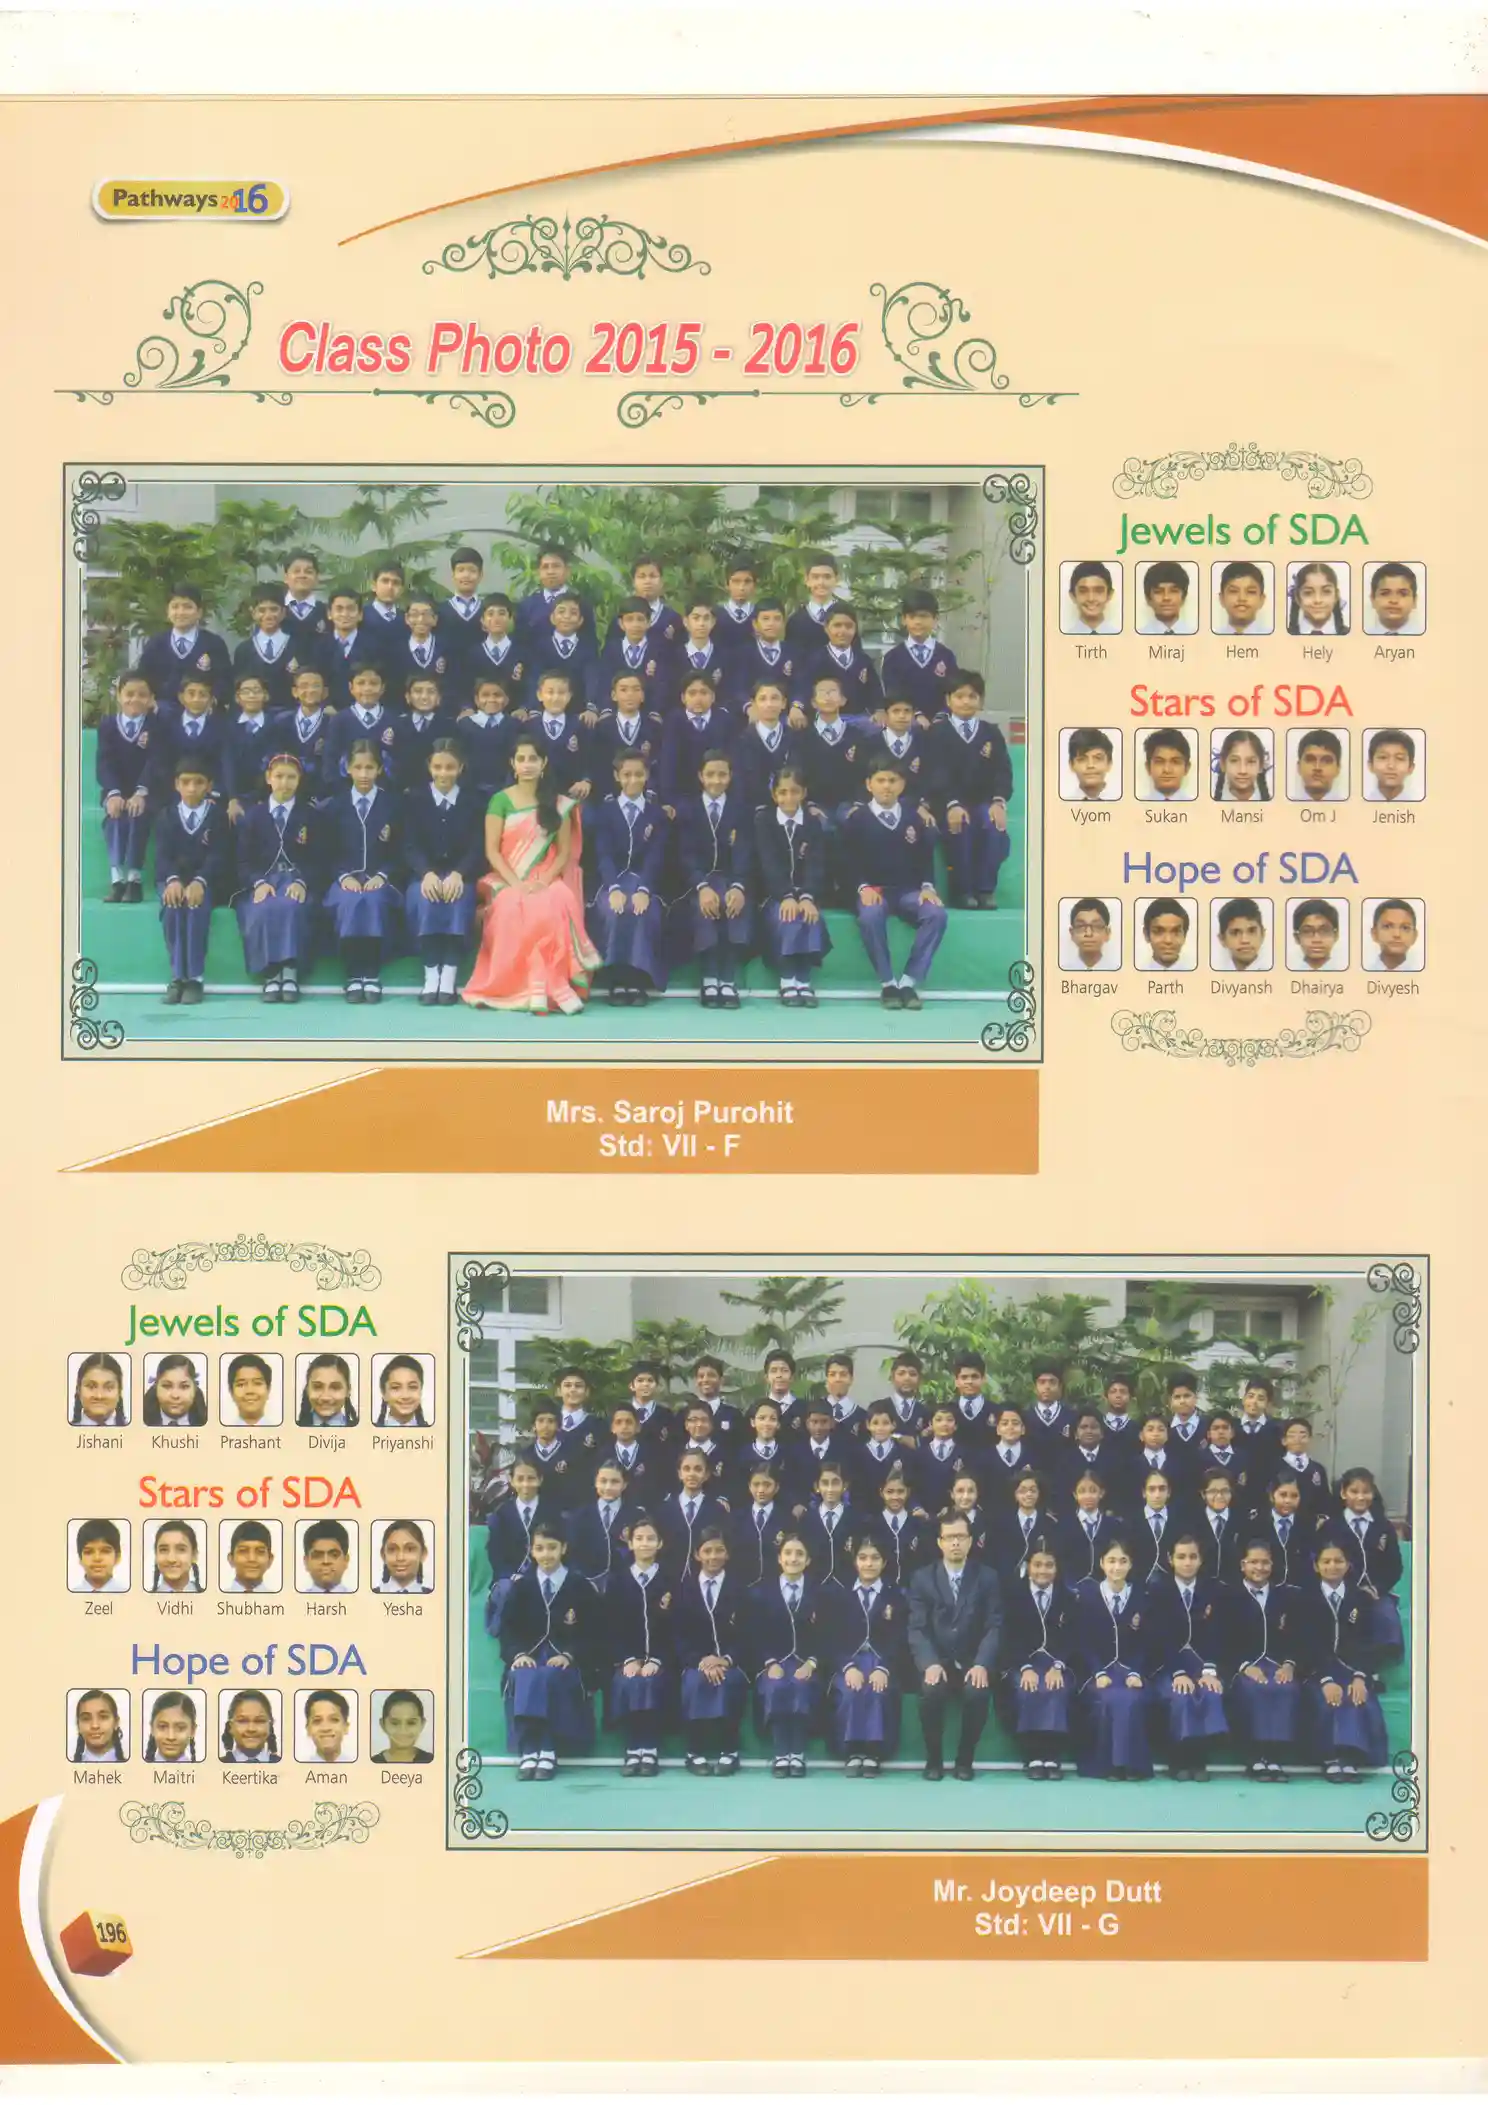 Pathways 2016
Class Photo 2015 - 2016
Jewels of SDA
Tirth Miraj Hem Hely Aryan
Stars of SDA
Vyom Sukan Mansi Om J Jenish
Hope of SDA
Bhargav Parth Divyansh Dhairya Divyesh
Mrs. Saroj Purohit
Std: VII - F
Jewels of SDA
Jishani Khushi Prashant Divija Priyanshi
Stars of SDA
Zeel Vidhi Shubham Harsh Yesha
Hope of SDA
Mahek Maitri Keertika Aman Deeya
Mr. Joydeep Dutt
Std: VII - G
196